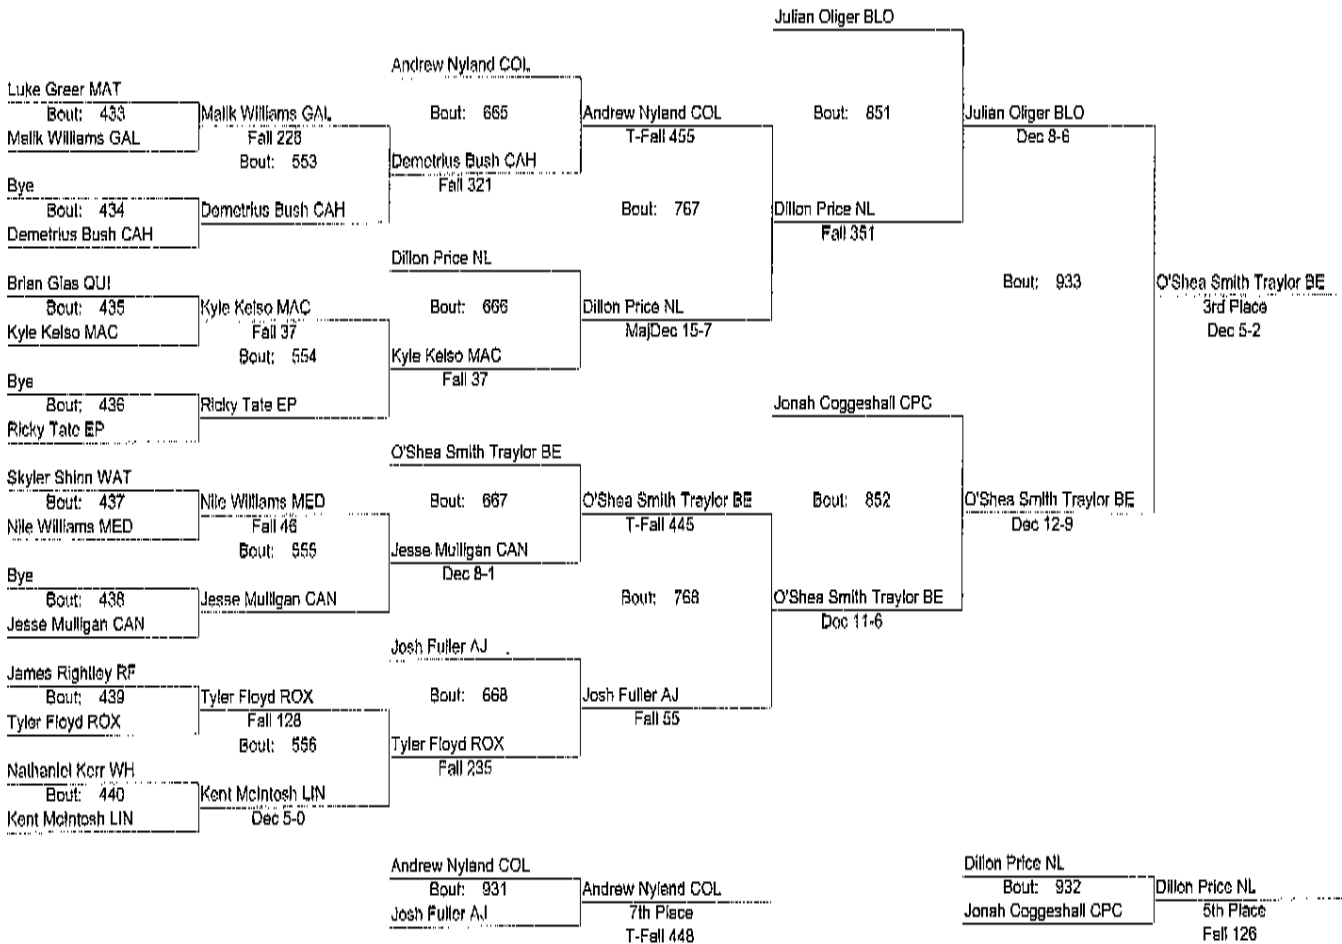 Julian Oliger BLO
Andrew Nyland COL
Luke Greer MAT
Bout: 433
Malik Williams GAL
Malik Williams GAL
Fall 228
Bout: 553
Bout: 665
Andrew Nyland COL
T-Fall 455
Bout: 851
Julian Oliger BLO
Dec 8-6
Demetrius Bush CAH
Fall 321
Bye
Bout: 434
Demetrius Bush CAH
Demetrius Bush CAH
Bout: 767
Dillon Price NL
Fall 351
Dillon Price NL
Brian Glas QUI
Bout: 435
Kyle Kelso MAC
Kyle Kelso MAC
Fall 37
Bout: 554
Bout: 666
Dillon Price NL
MajDec 15-7
Bout: 933
O'Shea Smith Traylor BE
3rd Place
Dec 5-2
Kyle Kelso MAC
Fall 37
Bye
Bout: 436
Ricky Tate EP
Ricky Tate EP
Jonah Coggeshall CPC
O'Shea Smith Traylor BE
Skyler Shinn WAT
Bout: 437
Nile Williams MED
Nile Williams MED
Fall 46
Bout: 555
Bout: 667
O'Shea Smith Traylor BE
T-Fall 445
Bout: 852
O'Shea Smith Traylor BE
Dec 12-9
Jesse Mulligan CAN
Dec 8-1
Bye
Bout: 438
Jesse Mulligan CAN
Jesse Mulligan CAN
Bout: 768
O'Shea Smith Traylor BE
Dec 11-6
Josh Fuller AJ
James Rightley RF
Bout: 439
Tyler Floyd ROX
Tyler Floyd ROX
Fall 128
Bout: 556
Bout: 668
Josh Fuller AJ
Fall 55
Tyler Floyd ROX
Fall 235
Nathaniel Kerr WH
Bout: 440
Kent McIntosh LIN
Kent McIntosh LIN
Dec 5-0
Andrew Nyland COL
Bout: 931
Josh Fuller AJ
Andrew Nyland COL
7th Place
T-Fall 448
Dillon Price NL
Bout: 932
Jonah Coggeshall CPC
Dillon Price NL
5th Place
Fall 126